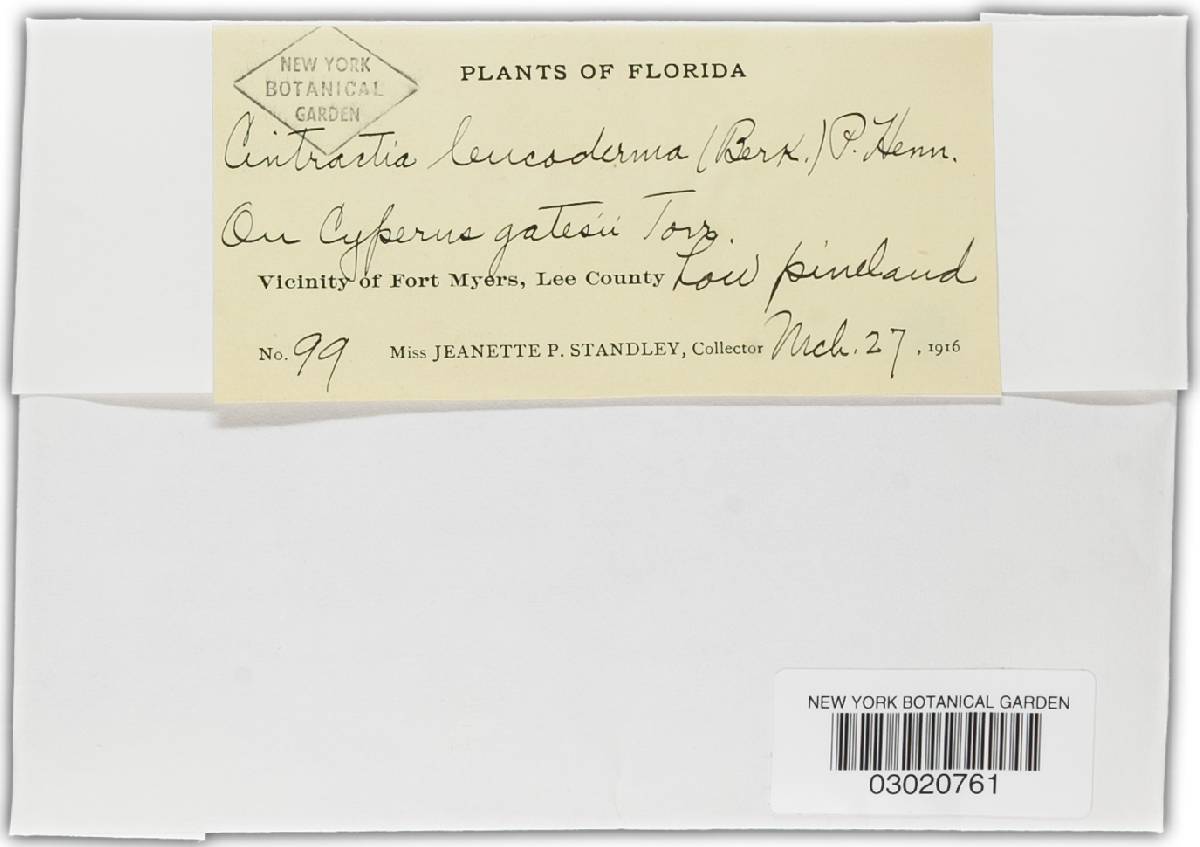 NEW YORK
BOTANICAL
GARDEN
PLANTS OF FLORIDA
Cintractia leucoderma (Berk.) P. Henn.
On Cyperus gatesii Torr.
Vicinity of Fort Myers, Lee County Low pineland
No. 99 Miss JEANETTE P. STANDLEY, Collector Mch. 27, 1916
NEW YORK BOTANICAL GARDEN
03020761